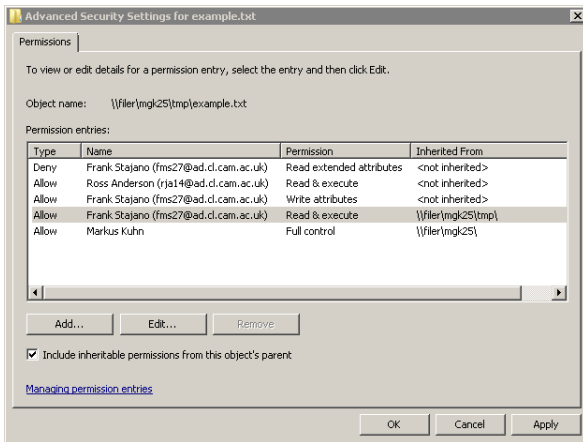 Advanced Security Settings for example.txt
Permissions
To view or edit details for a permission entry, select the entry and then click Edit.
Object name: \\filer\mgk25\tmp\example.txt
Permission entries:
Type Name Permission Inherited From
Deny Frank Stajano (fms27@ad.cl.cam.ac.uk) Read extended attributes <not inherited>
Allow Ross Anderson (rja14@ad.cl.cam.ac.uk) Read & execute <not inherited>
Allow Frank Stajano (fms27@ad.cl.cam.ac.uk) Write attributes <not inherited>
Allow Frank Stajano (fms27@ad.cl.cam.ac.uk) Read & execute \\filer\mgk25\tmp\
Allow Markus Kuhn Full control \\filer\mgk25\
Add... Edit... Remove
Include inheritable permissions from this object's parent
Managing permission entries
OK Cancel Apply